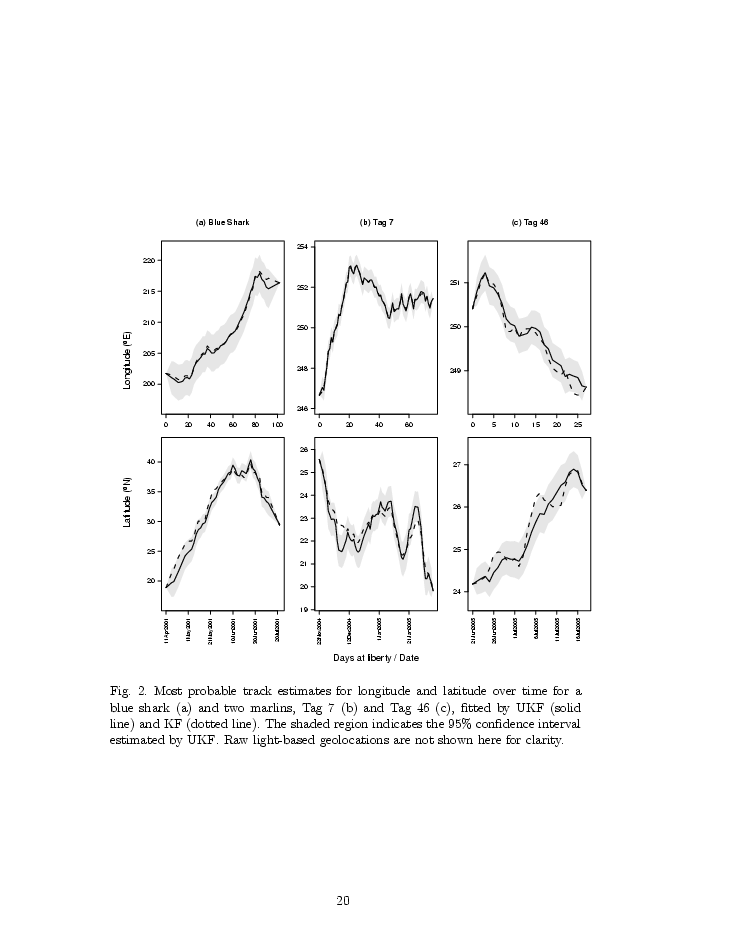 (a) Blue Shark (b) Tag 7 (c) Tag 46
Longitude (ºE)
220
215
210
205
200
0 20 40 60 80 100
254
252
250
248
246
0 20 40 60
251
250
249
0 5 10 15 20 25
Latitude (ºN)
40
35
30
25
20
26
25
24
23
22
21
20
19
27
26
25
24
Days at liberty / Date
Fig. 2. Most probable track estimates for longitude and latitude over time for a
blue shark (a) and two marlins, Tag 7 (b) and Tag 46 (c), fitted by UKF (solid
line) and KF (dotted line). The shaded region indicates the 95% confidence interval
estimated by UKF. Raw light-based geolocations are not shown here for clarity.
20